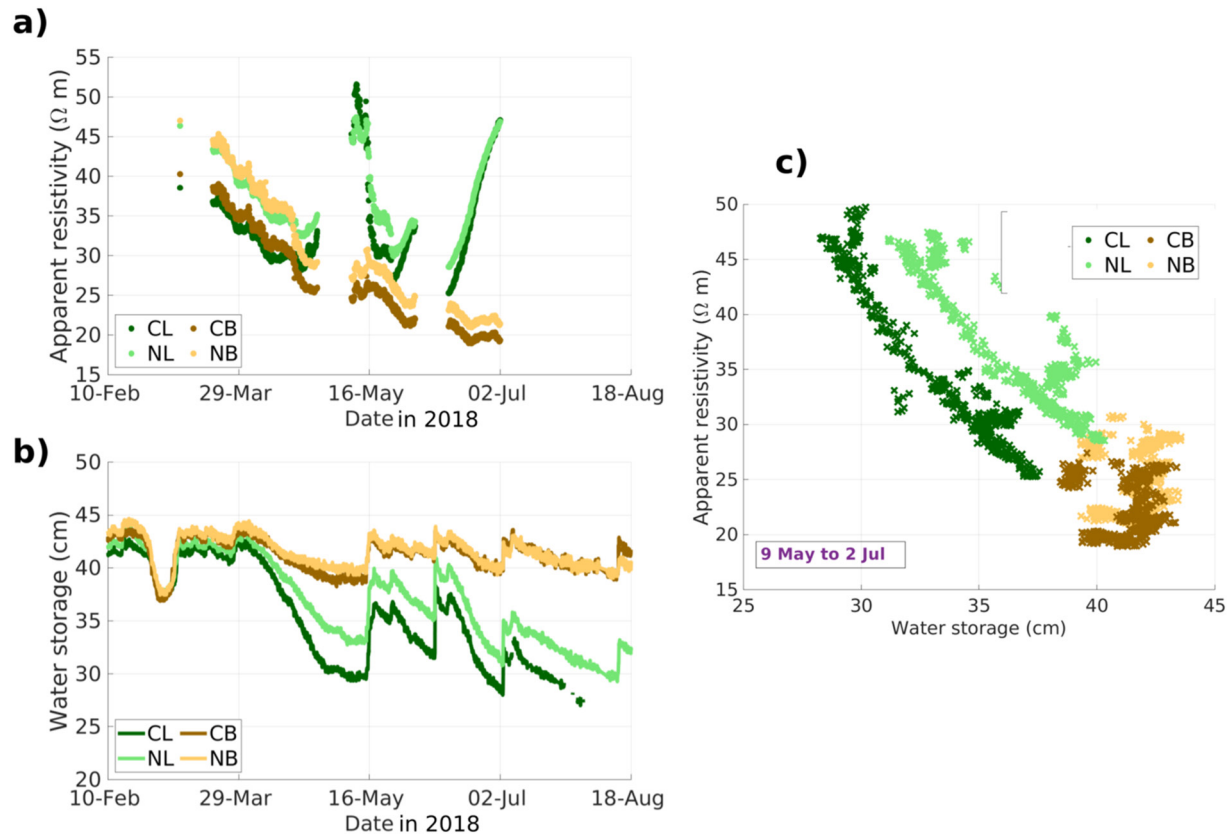 a)
Apparent resistivity (Ω m)
55
50
45
40
35
30
25
20
15
CL CB
NL NB
10-Feb 29-Mar 16-May 02-Jul 18-Aug
Date in 2018
b)
Water storage (cm)
50
45
40
35
30
25
20
CL CB
NL NB
10-Feb 29-Mar 16-May 02-Jul 18-Aug
Date in 2018
c)
Apparent resistivity (Ω m)
50
45
40
35
30
25
20
15
CL CB
NL NB
9 May to 2 Jul
25 30 35 40 45
Water storage (cm)